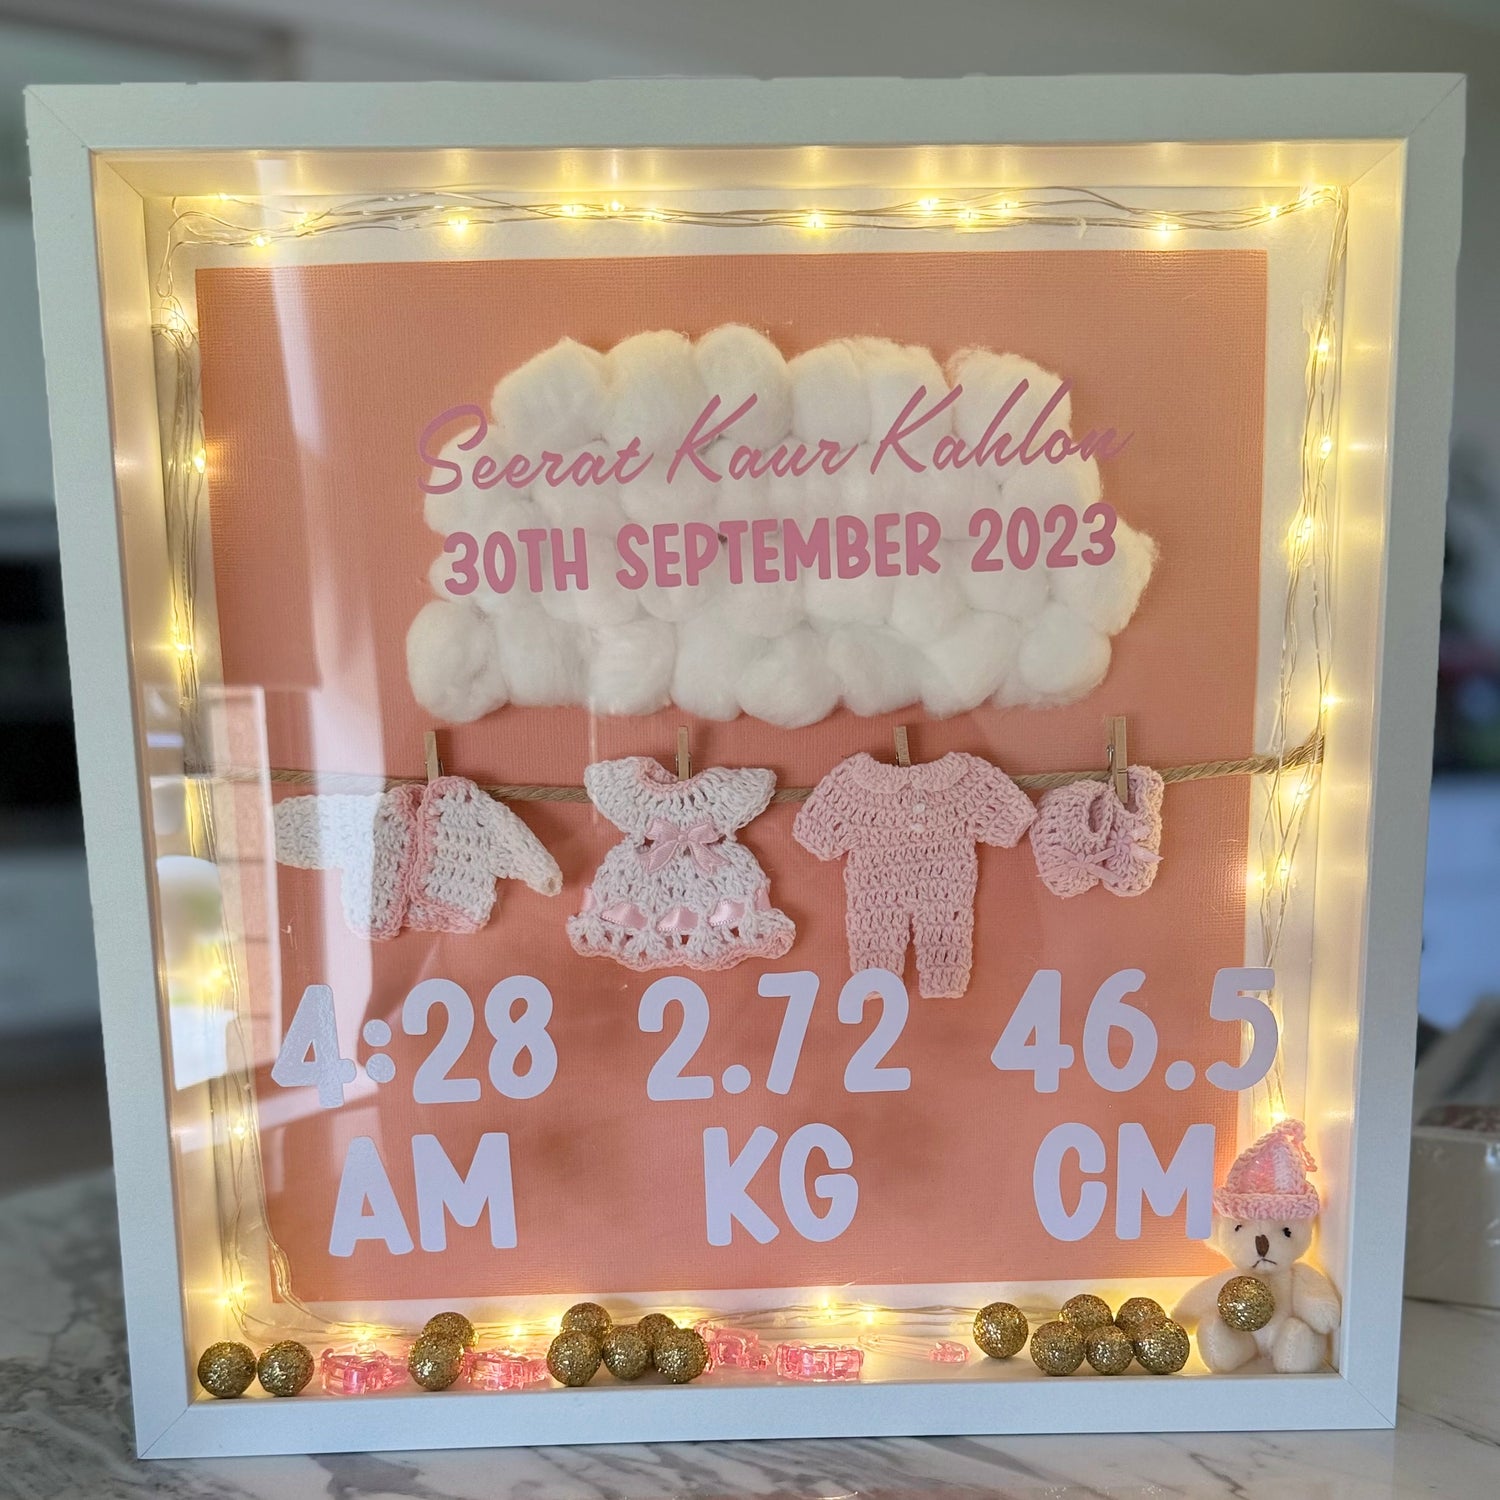 Seerat Kaur Kahlon
30TH SEPTEMBER 2023
4:28 2.72 46.5
AM KG CM